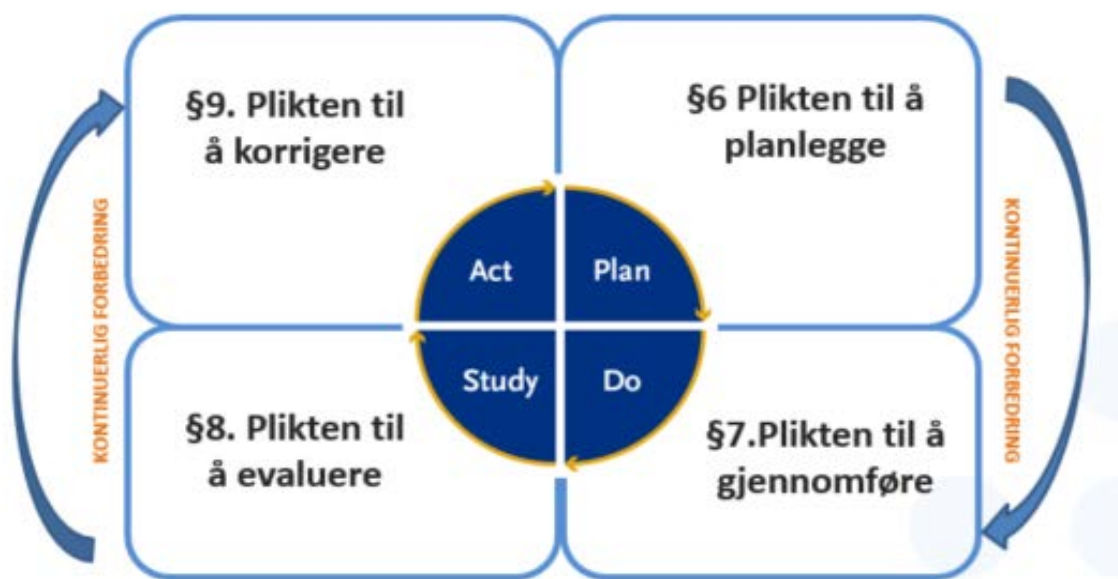 §9. Plikten til
å korrigere
§6 Plikten til å
planlegge
KONTINUERLIG FORBEDRING
KONTINUERLIG FORBEDRING
Act
Plan
Study
Do
§8. Plikten til
å evaluere
§7.Plikten til å
gjennomføre